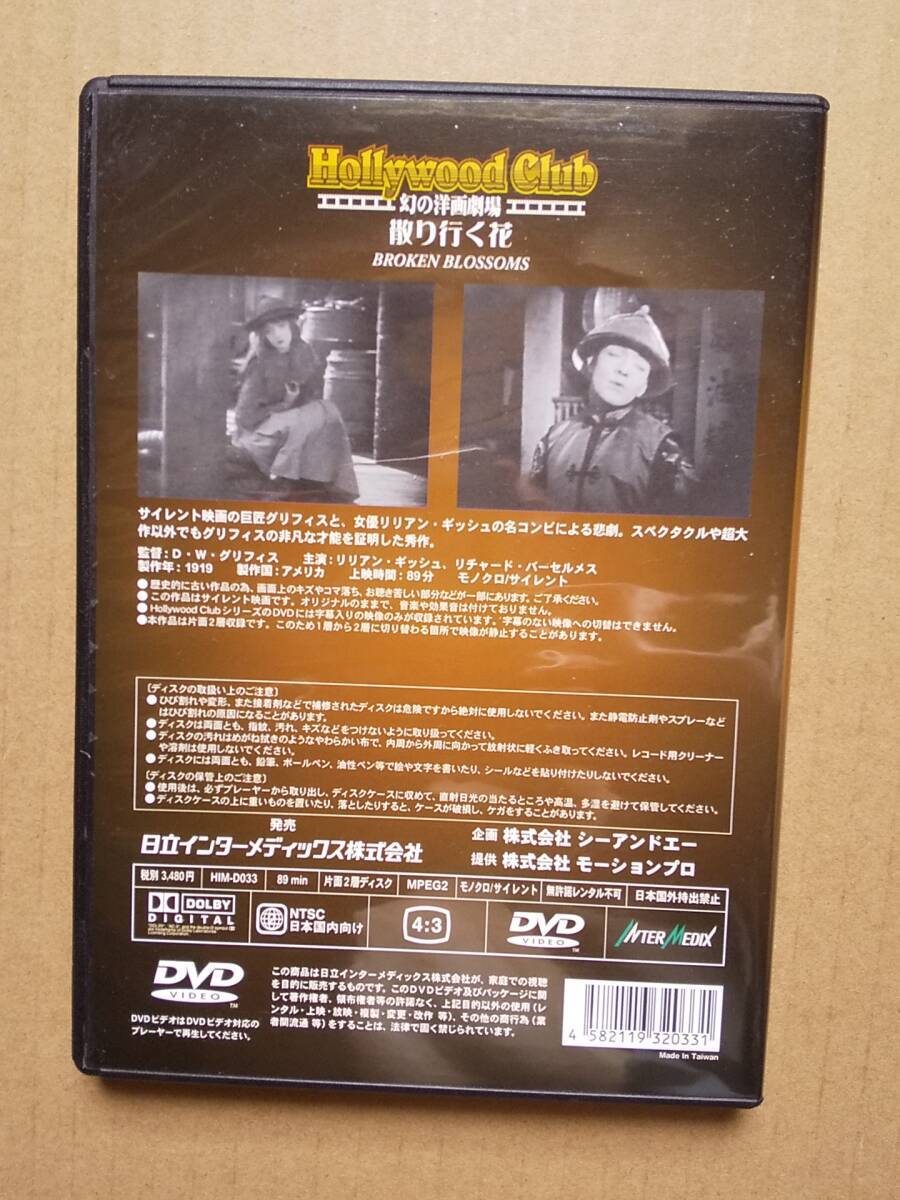 Hollywood Club
幻の洋画劇場
散り行く花
BROKEN BLOSSOMS
サイレント映画の巨匠グリフィスと、女優リリアン・ギッシュの名コンビによる悲劇。スペクタクルや超大
作以外でもグリフィスの非凡な才能を証明した秀作。
監督：D・W・グリフィス 主演：リリアン・ギッシュ、リチャード・バーセルメス
製作年：1919 製作国：アメリカ 上映時間：89分 モノクロ/サイレント
●歴史的に古い作品の為、画面上のキズやコマ落ち、お聴き苦しい部分などが一部にあります。ご了承ください。
●この作品はサイレント映画です。オリジナルのままで、音楽や効果音は付けておりません。
●Hollywood ClubシリーズのDVDには字幕入りの映像のみが収録されています。字幕のない映像への切替はできません。
●本作品は片面2層収録です。このため1層から2層に切り替わる箇所で映像が静止することがあります。
〔ディスクの取扱い上のご注意〕
●ひび割れや変形、また接着剤などで補修されたディスクは危険ですから絶対に使用しないでください。また静電防止剤やスプレーなど
はひび割れの原因になることがあります。
●ディスクは両面とも、指紋、汚れ、キズなどをつけないように取り扱ってください。
●ディスクの汚れはめがね拭きのようなやわらかい布で、内周から外周に向かって放射状に軽くふき取ってください。レコード用クリーナー
や溶剤は使用しないでください。
●ディスクには両面とも、鉛筆、ボールペン、油性ペン等で絵や文字を書いたり、シールなどを貼り付けたりしないでください。
〔ディスクの保管上のご注意〕
●使用後は、必ずプレーヤーから取り出し、ディスクケースに収めて、直射日光の当たるところや高温、多湿を避けて保管してください。
●ディスクケースの上に重いものを置いたり、落としたりすると、ケースが破損し、ケガをすることがあります。
発売
日立インターメディックス株式会社
企画 株式会社 シーアンドエー
提供 株式会社 モーションプロ
税別 3,480円 HIM-D033 89 min 片面2層ディスク MPEG2 モノクロ/サイレント 無許諾レンタル不可 日本国外持出禁止
DOLBY
DIGITAL
2 NTSC
日本国内向け
4:3
DVD
VIDEO
INTERMEDIX
DVD
VIDEO
DVDビデオはDVDビデオ対応の
プレーヤーで再生してください。
この商品は日立インターメディックス株式会社が、家庭での視聴
を目的に販売するものです。このDVDビデオ及びパッケージに関
して著作権者、頒布権者等の許諾なく、上記目的以外の使用（レ
ンタル・上映・放映・複製・変更・改作 等）、その他の商行為（業
者間流通 等）をすることは、法律で固く禁じられています。
4 582119 320331
Made In Taiwan